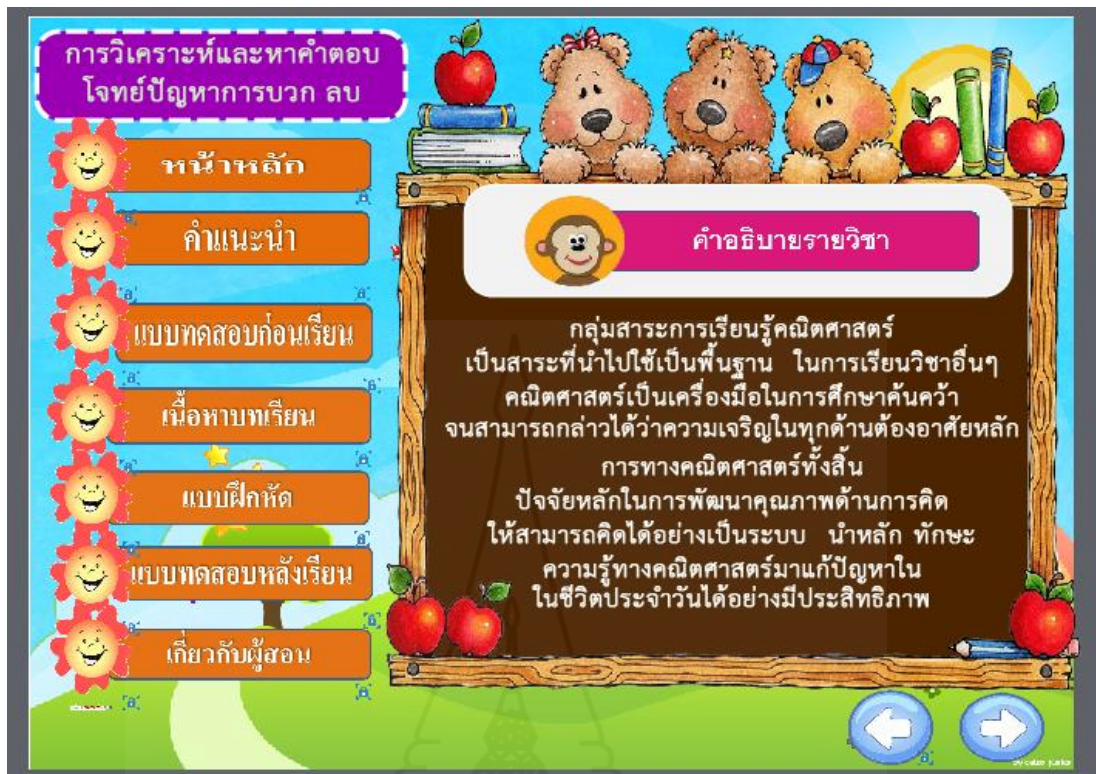 การวิเคราะห์และหาคำตอบ
โจทย์ปัญหาการบวก ลบ
หน้าหลัก
คำแนะนำ
แบบทดสอบก่อนเรียน
เนื้อหาบทเรียน
แบบฝึกหัด
แบบทดสอบหลังเรียน
เกี่ยวกับผู้สอน
คำอธิบายรายวิชา
กลุ่มสาระการเรียนรู้คณิตศาสตร์
เป็นสาระที่นำไปใช้เป็นพื้นฐาน ในการเรียนวิชาอื่นๆ
คณิตศาสตร์เป็นเครื่องมือในการศึกษาค้นคว้า
จนสามารถกล่าวได้ว่าความเจริญในทุกด้านต้องอาศัยหลัก
การทางคณิตศาสตร์ทั้งสิ้น
ปัจจัยหลักในการพัฒนาคุณภาพด้านการคิด
ให้สามารถคิดได้อย่างเป็นระบบ นำหลัก ทักษะ
ความรู้ทางคณิตศาสตร์มาแก้ปัญหาใน
ในชีวิตประจำวันได้อย่างมีประสิทธิภาพ